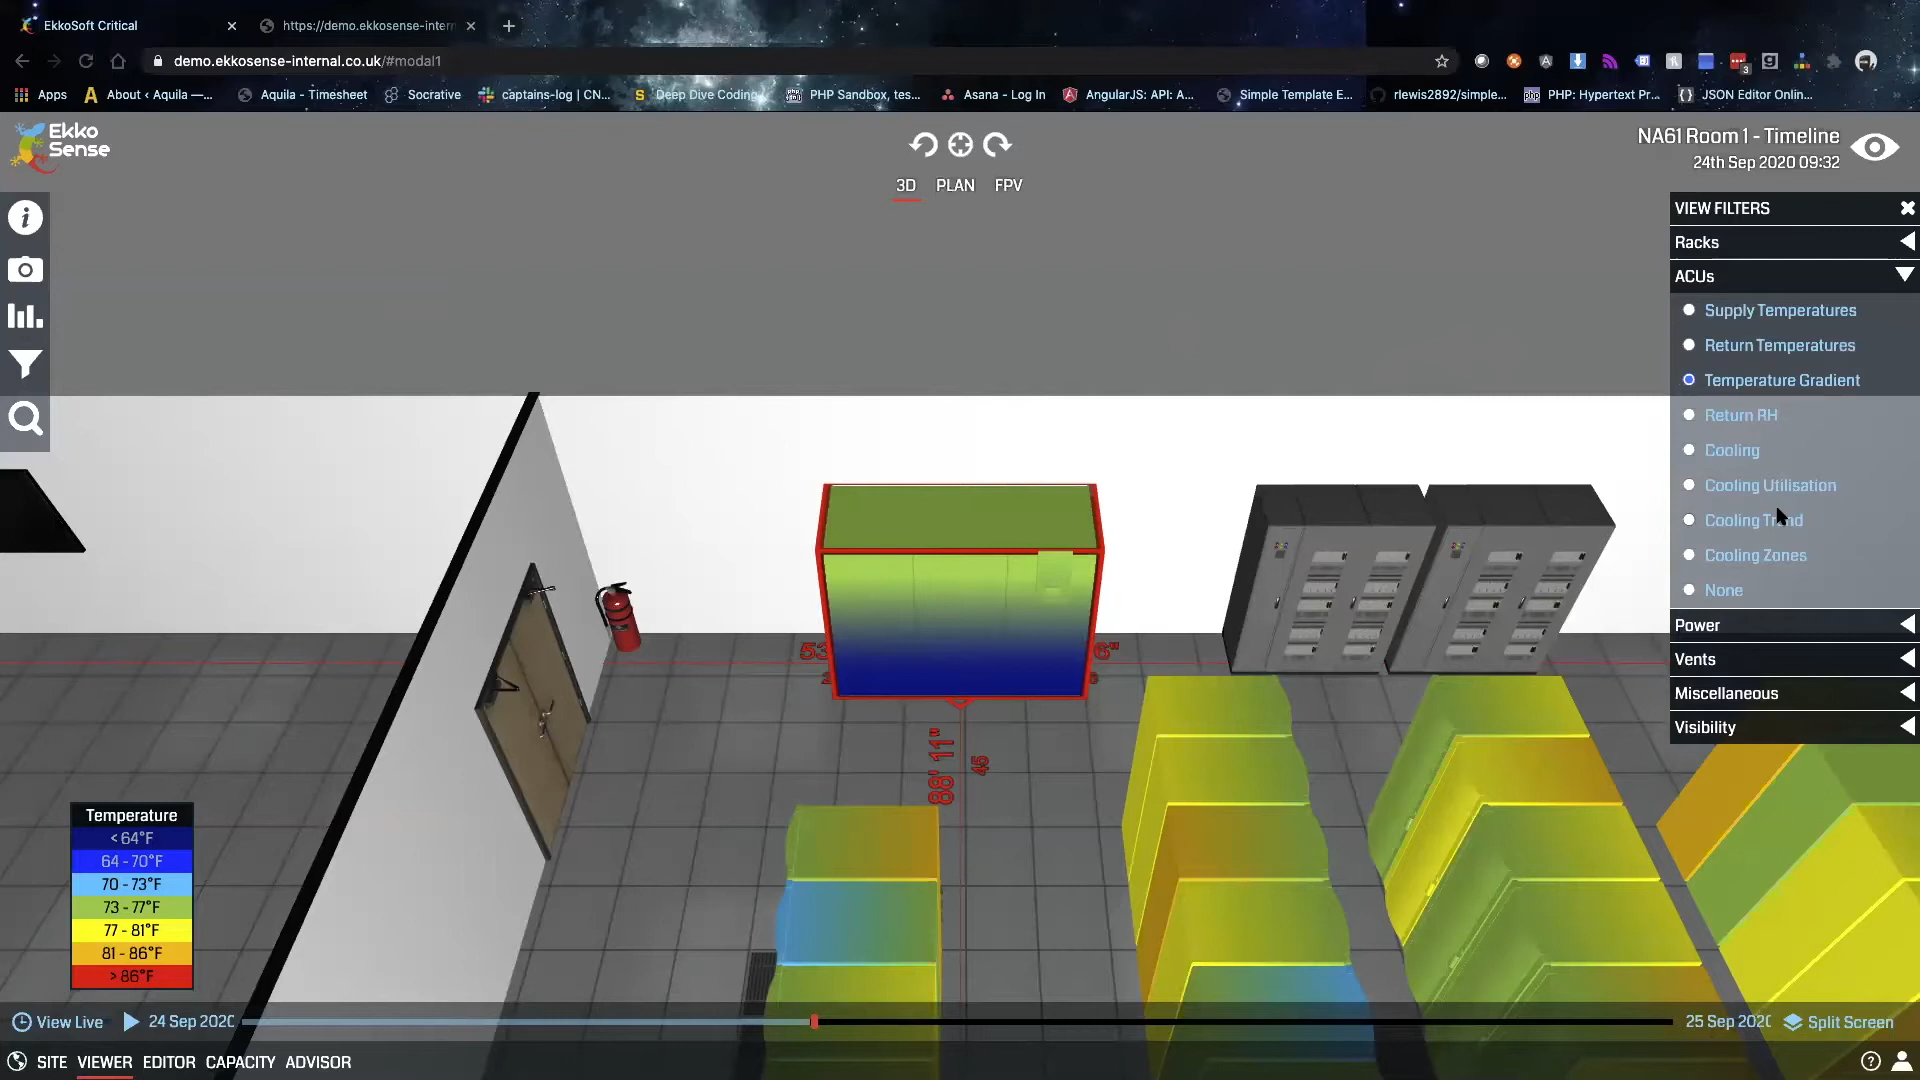 EkkoSoft Critical
https://demo.ekkosense-intern
demo.ekkosense-internal.co.uk/#modal1
3
Apps
About ‹ Aquila —...
Aquila - Timesheet
Socrative
captains-log | CN...
Deep Dive Coding
PHP Sandbox, tes...
Asana - Log In
AngularJS: API: A...
Simple Template E...
rlewis2892/simple...
PHP: Hypertext Pr...
JSON Editor Onlin...
Ekko
Sense
3D
PLAN
FPV
NA61 Room 1 - Timeline
24th Sep 2020 09:32
VIEW FILTERS
Racks
ACUs
Supply Temperatures
Return Temperatures
Temperature Gradient
Return RH
Cooling
Cooling Utilisation
Cooling Trend
Cooling Zones
None
Power
Vents
Miscellaneous
Visibility
88' 11"
45
Temperature
< 64°F
64 - 70°F
70 - 73°F
73 - 77°F
77 - 81°F
81 - 86°F
> 86°F
View Live
24 Sep 2020
25 Sep 2020
Split Screen
SITE
VIEWER
EDITOR
CAPACITY
ADVISOR